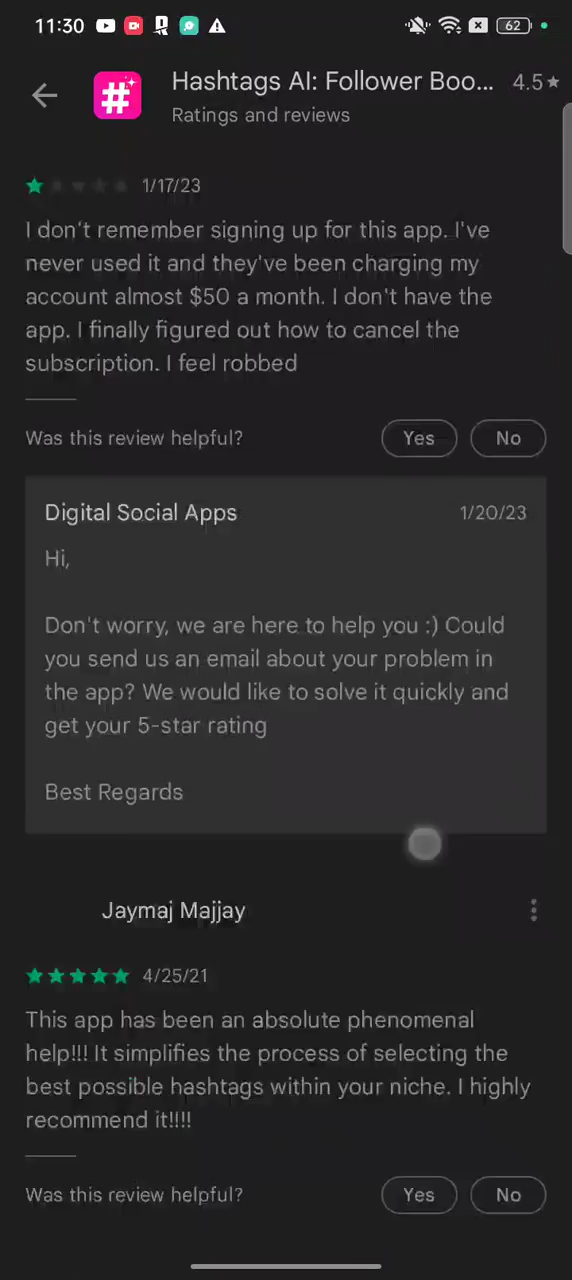 11:30
62
Hashtags AI: Follower Boo... 4.5★
Ratings and reviews
1/17/23
I don't remember signing up for this app. I've
never used it and they've been charging my
account almost $50 a month. I don't have the
app. I finally figured out how to cancel the
subscription. I feel robbed
Was this review helpful?
Yes
No
Digital Social Apps
1/20/23
Hi,
Don't worry, we are here to help you :) Could
you send us an email about your problem in
the app? We would like to solve it quickly and
get your 5-star rating
Best Regards
Jaymaj Majjay
4/25/21
This app has been an absolute phenomenal
help!!! It simplifies the process of selecting the
best possible hashtags within your niche. I highly
recommend it!!!!
Was this review helpful?
Yes
No